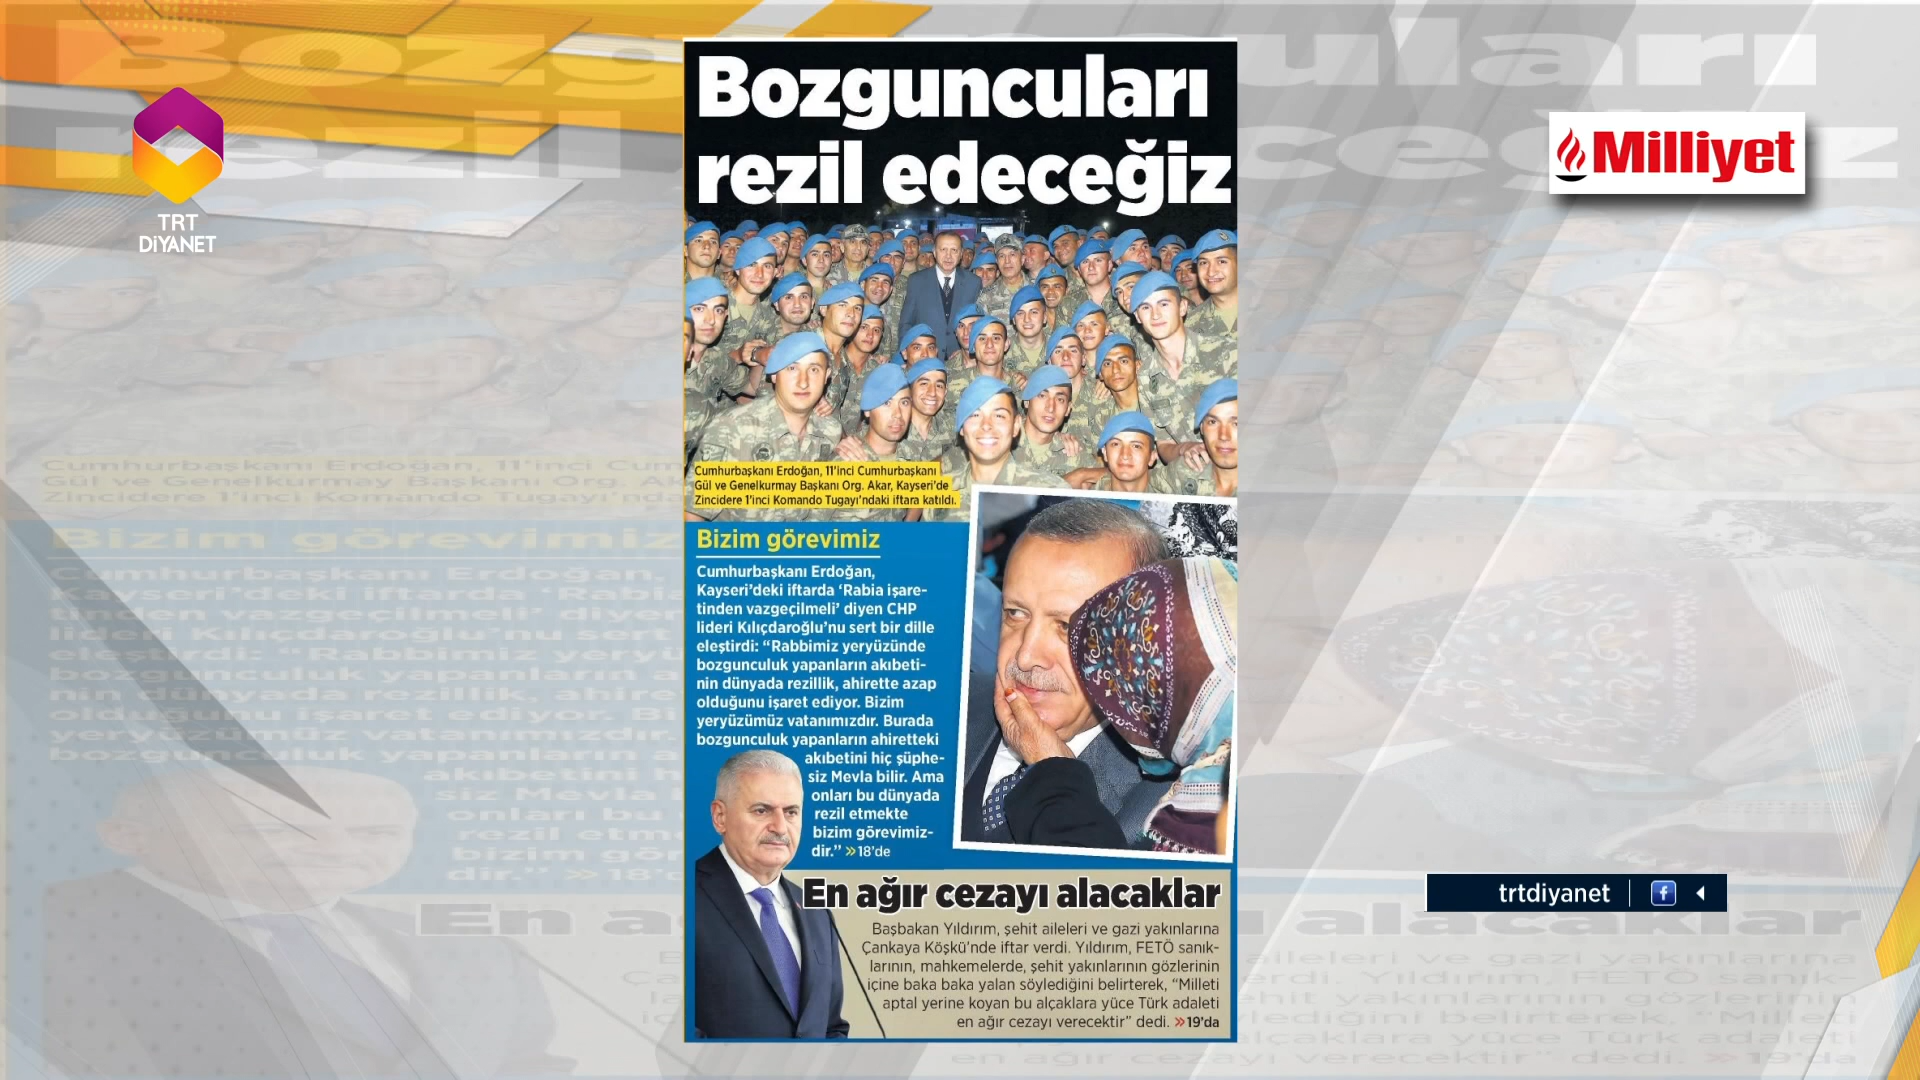 Bozguncuları
rezil edeceğiz
TRT
DİYANET
Milliyet
Cumhurbaşkanı Erdoğan, 11'inci Cumhurbaşkanı
Gül ve Genelkurmay Başkanı Org. Akar, Kayseri'de
Zincidere 1'inci Komando Tugayı'ndaki iftara katıldı.
Bizim görevimiz
Cumhurbaşkanı Erdoğan,
Kayseri'deki iftarda 'Rabia işare-
tinden vazgeçilmeli' diyen CHP
lideri Kılıçdaroğlu'nu sert bir dille
eleştirdi: "Rabbimiz yeryüzünde
bozgunculuk yapanların akıbeti-
nin dünyada rezillik, ahirette azap
olduğunu işaret ediyor. Bizim
yeryüzümüz vatanımızdır. Burada
bozgunculuk yapanların ahiretteki
akıbetini hiç şüphe-
siz Mevla bilir. Ama
onları bu dünyada
rezil etmekte
bizim görevimiz-
dir." »18'de
En ağır cezayı alacaklar
Başbakan Yıldırım, şehit aileleri ve gazi yakınlarına
Çankaya Köşkü'nde iftar verdi. Yıldırım, FETÖ sanık-
larının, mahkemelerde, şehit yakınlarının gözlerinin
içine baka baka yalan söylediğini belirterek, "Milleti
aptal yerine koyan bu alçaklara yüce Türk adaleti
en ağır cezayı verecektir" dedi. »19'da
trtdiyanet